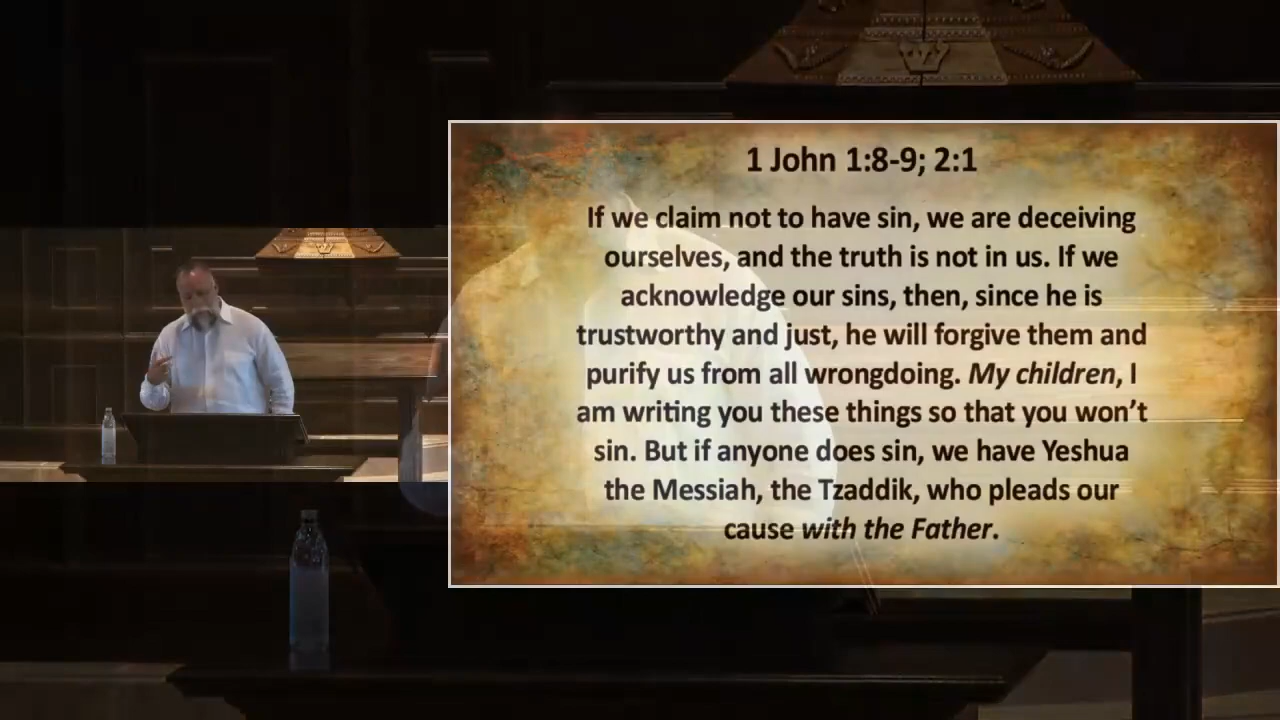 1 John 1:8-9; 2:1
If we claim not to have sin, we are deceiving
ourselves, and the truth is not in us. If we
acknowledge our sins, then, since he is
trustworthy and just, he will forgive them and
purify us from all wrongdoing. My children, I
am writing you these things so that you won’t
sin. But if anyone does sin, we have Yeshua
the Messiah, the Tzaddik, who pleads our
cause with the Father.